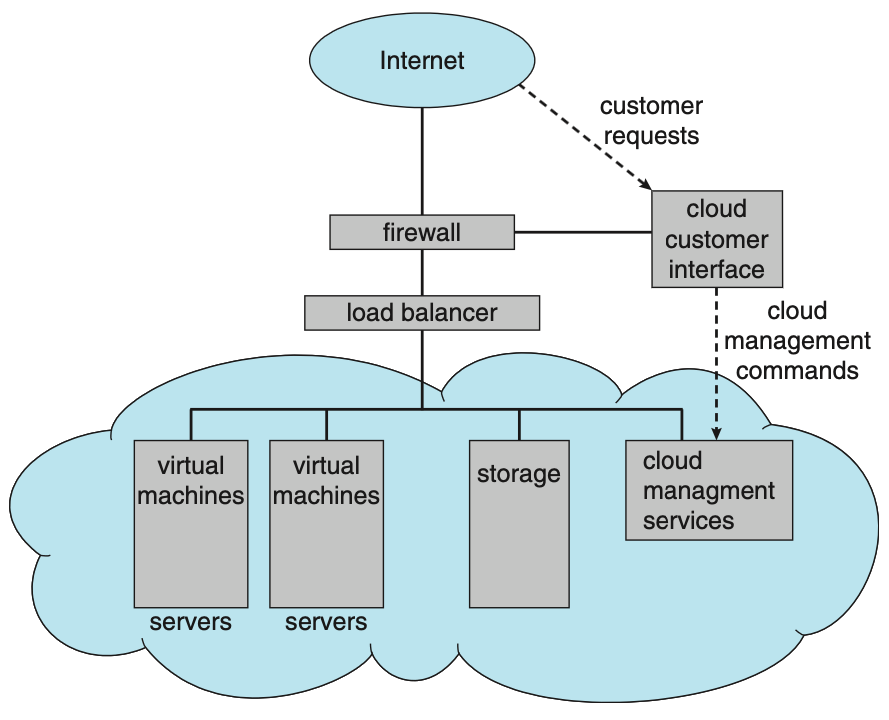 Internet
customer
requests
cloud
customer
interface
firewall
load balancer
cloud
management
commands
virtual
machines
virtual
machines
storage
cloud
managment
services
servers
servers